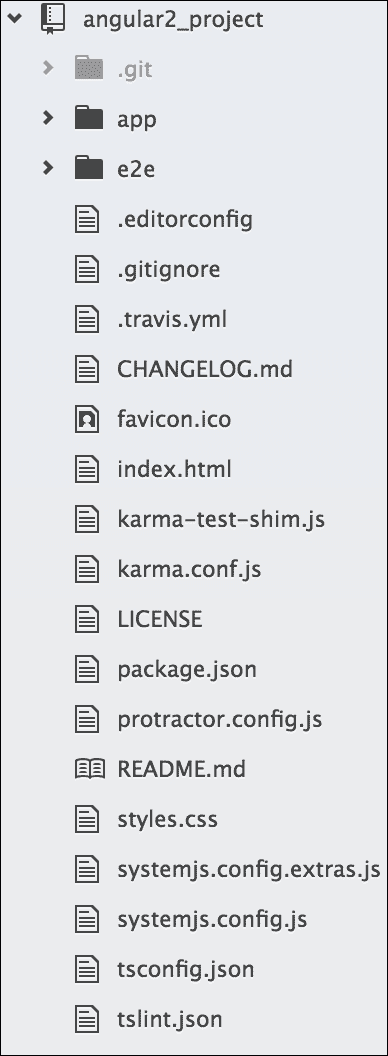 angular2_project
.git
app
e2e
.editorconfig
.gitignore
.travis.yml
CHANGELOG.md
favicon.ico
index.html
karma-test-shim.js
karma.conf.js
LICENSE
package.json
protractor.config.js
README.md
styles.css
systemjs.config.extras.js
systemjs.config.js
tsconfig.json
tslint.json